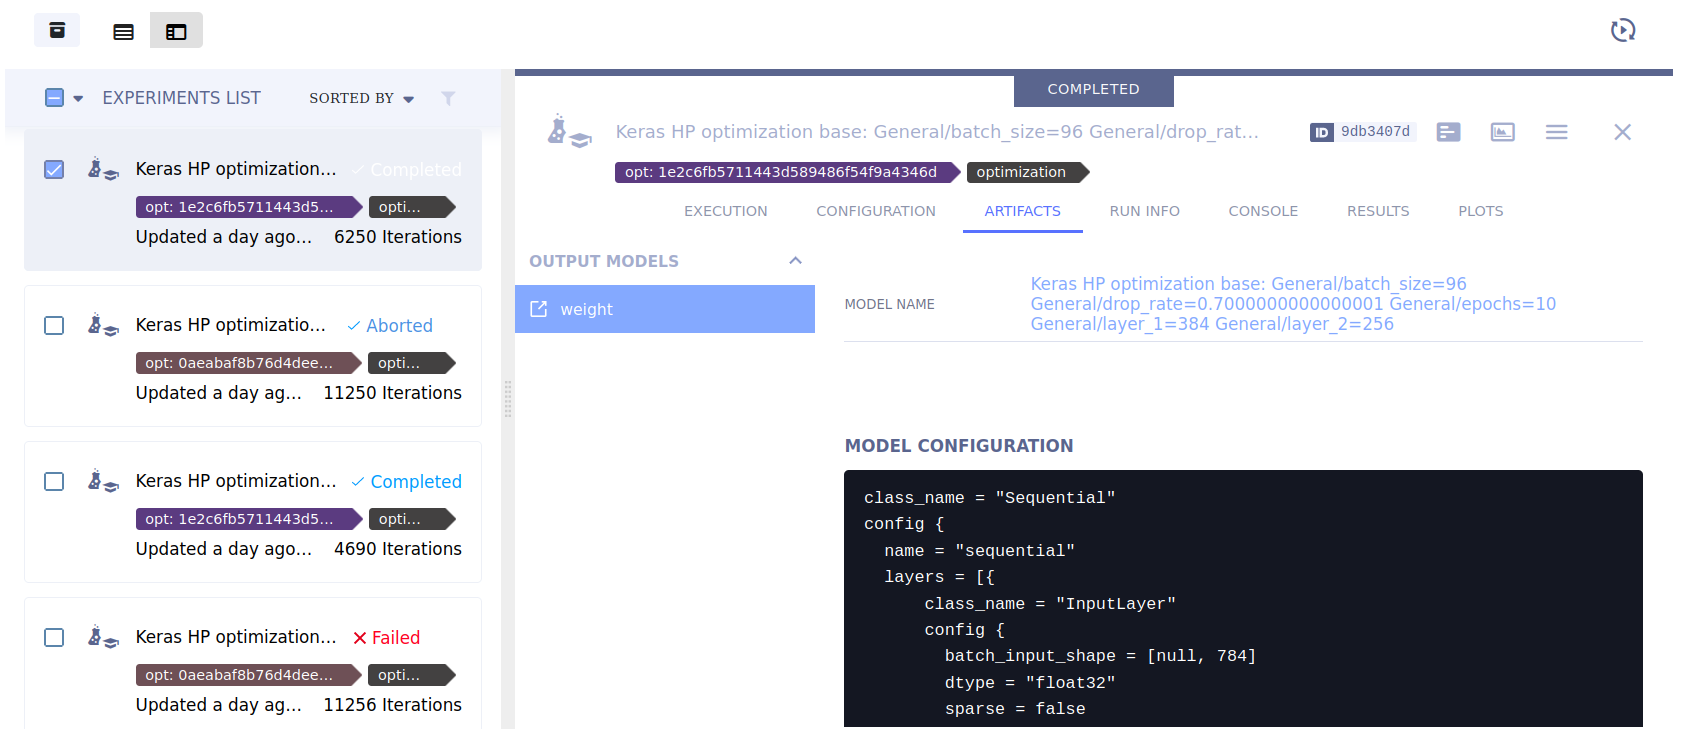 EXPERIMENTS LIST SORTED BY
Keras HP optimization... Completed
opt: 1e2c6fb5711443d5... opti...
Updated a day ago... 6250 Iterations
Keras HP optimizatio... Aborted
opt: 0aeabaf8b76d4dee... opti...
Updated a day ag... 11250 Iterations
Keras HP optimization... Completed
opt: 1e2c6fb5711443d5... opti...
Updated a day ago... 4690 Iterations
Keras HP optimization... Failed
opt: 0aeabaf8b76d4dee... opti...
Updated a day ag... 11256 Iterations
COMPLETED
Keras HP optimization base: General/batch_size=96 General/drop_rat... ID 9db3407d
opt: 1e2c6fb5711443d589486f54f9a4346d optimization
EXECUTION CONFIGURATION ARTIFACTS RUN INFO CONSOLE RESULTS PLOTS
OUTPUT MODELS
weight
MODEL NAME
Keras HP optimization base: General/batch_size=96
General/drop_rate=0.7000000000000001 General/epochs=10
General/layer_1=384 General/layer_2=256
MODEL CONFIGURATION
class_name = "Sequential"
config {
name = "sequential"
layers = [{
class_name = "InputLayer"
config {
batch_input_shape = [null, 784]
dtype = "float32"
sparse = false